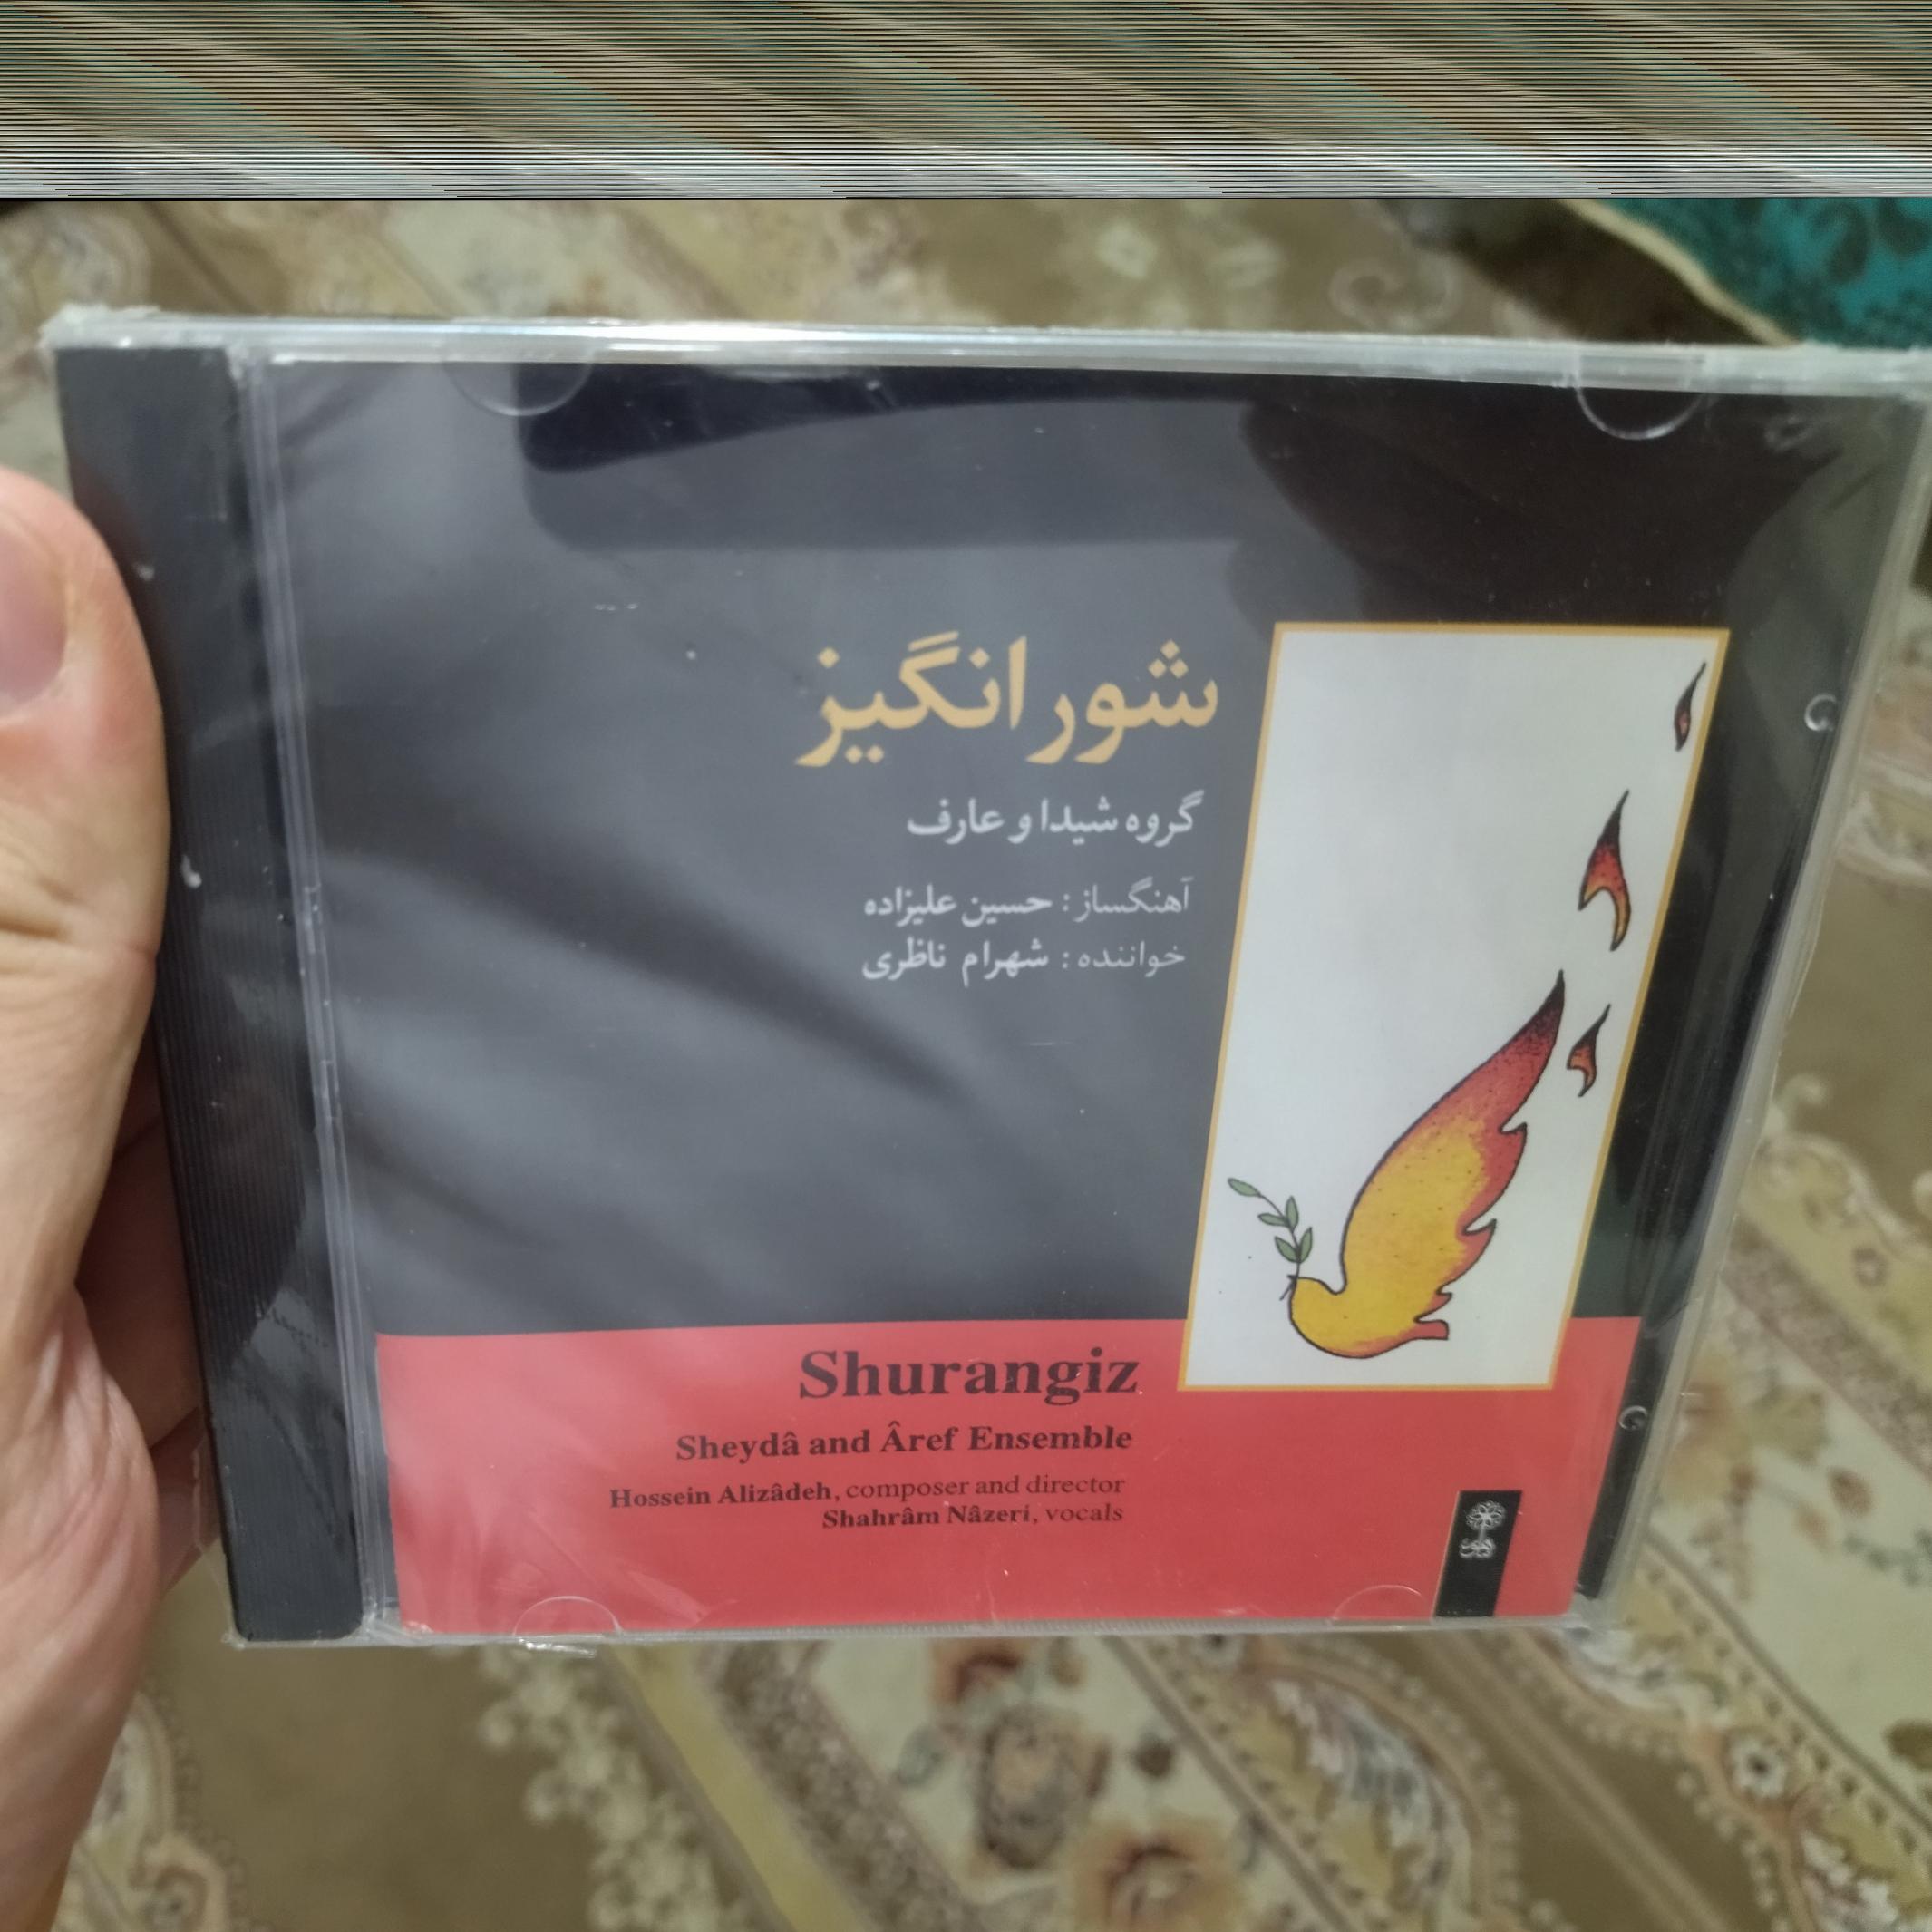 شورانگیز
گروه شیدا و عارف
آهنگساز : حسین علیزاده
خواننده : شهرام ناظری
Shurangiz
Sheydâ and Âref Ensemble
Hossein Alizâdeh, composer and director
Shahrâm Nâzeri, vocals